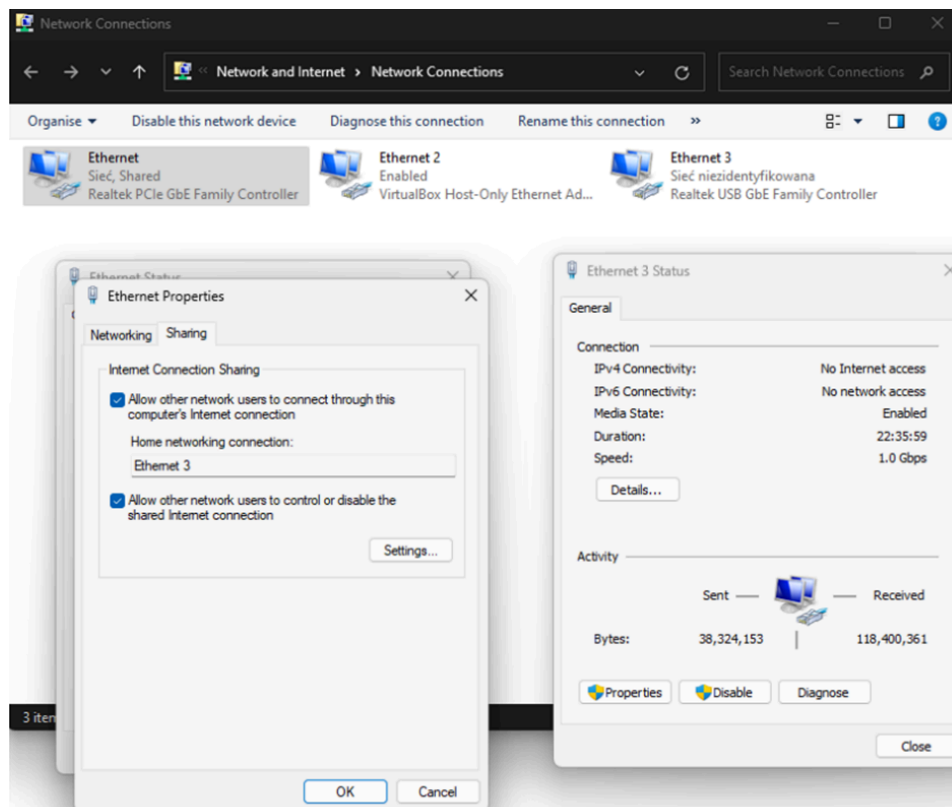 Network Connections
« Network and Internet › Network Connections
Search Network Connections
Organise
Disable this network device
Diagnose this connection
Rename this connection
»
Ethernet
Sieć, Shared
Realtek PCIe GbE Family Controller
Ethernet 2
Enabled
VirtualBox Host-Only Ethernet Ad...
Ethernet 3
Sieć niezidentyfikowana
Realtek USB GbE Family Controller
Ethernet Status
Ethernet Properties
Networking
Sharing
Internet Connection Sharing
Allow other network users to connect through this
computer's Internet connection
Home networking connection:
Ethernet 3
Allow other network users to control or disable the
shared Internet connection
Settings...
OK
Cancel
3 iten
Ethernet 3 Status
General
Connection
IPv4 Connectivity: No Internet access
IPv6 Connectivity: No network access
Media State: Enabled
Duration: 22:35:59
Speed: 1.0 Gbps
Details...
Activity
Sent — — Received
Bytes: 38,324,153 | 118,400,361
Properties
Disable
Diagnose
Close